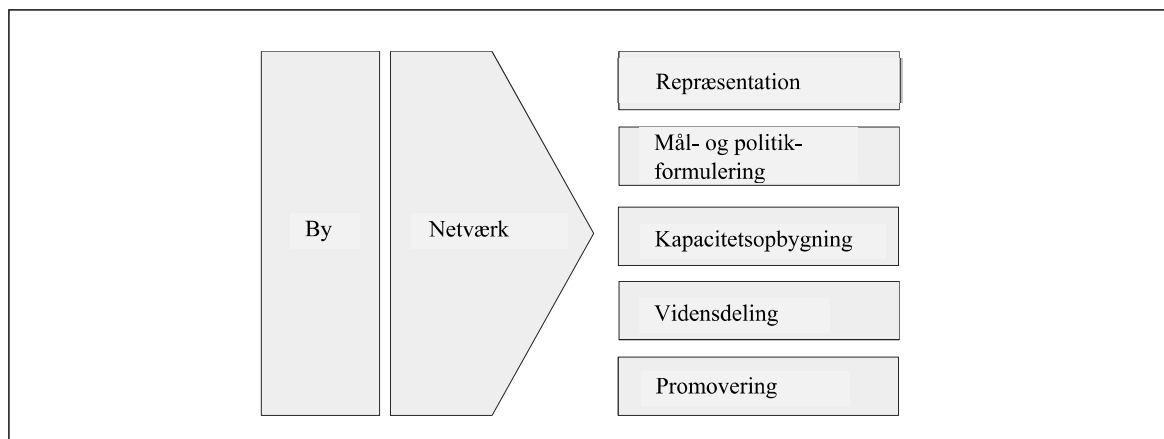 By
Netværk
Repræsentation
Mål- og politik-
formulering
Kapacitetsopbygning
Vidensdeling
Promovering